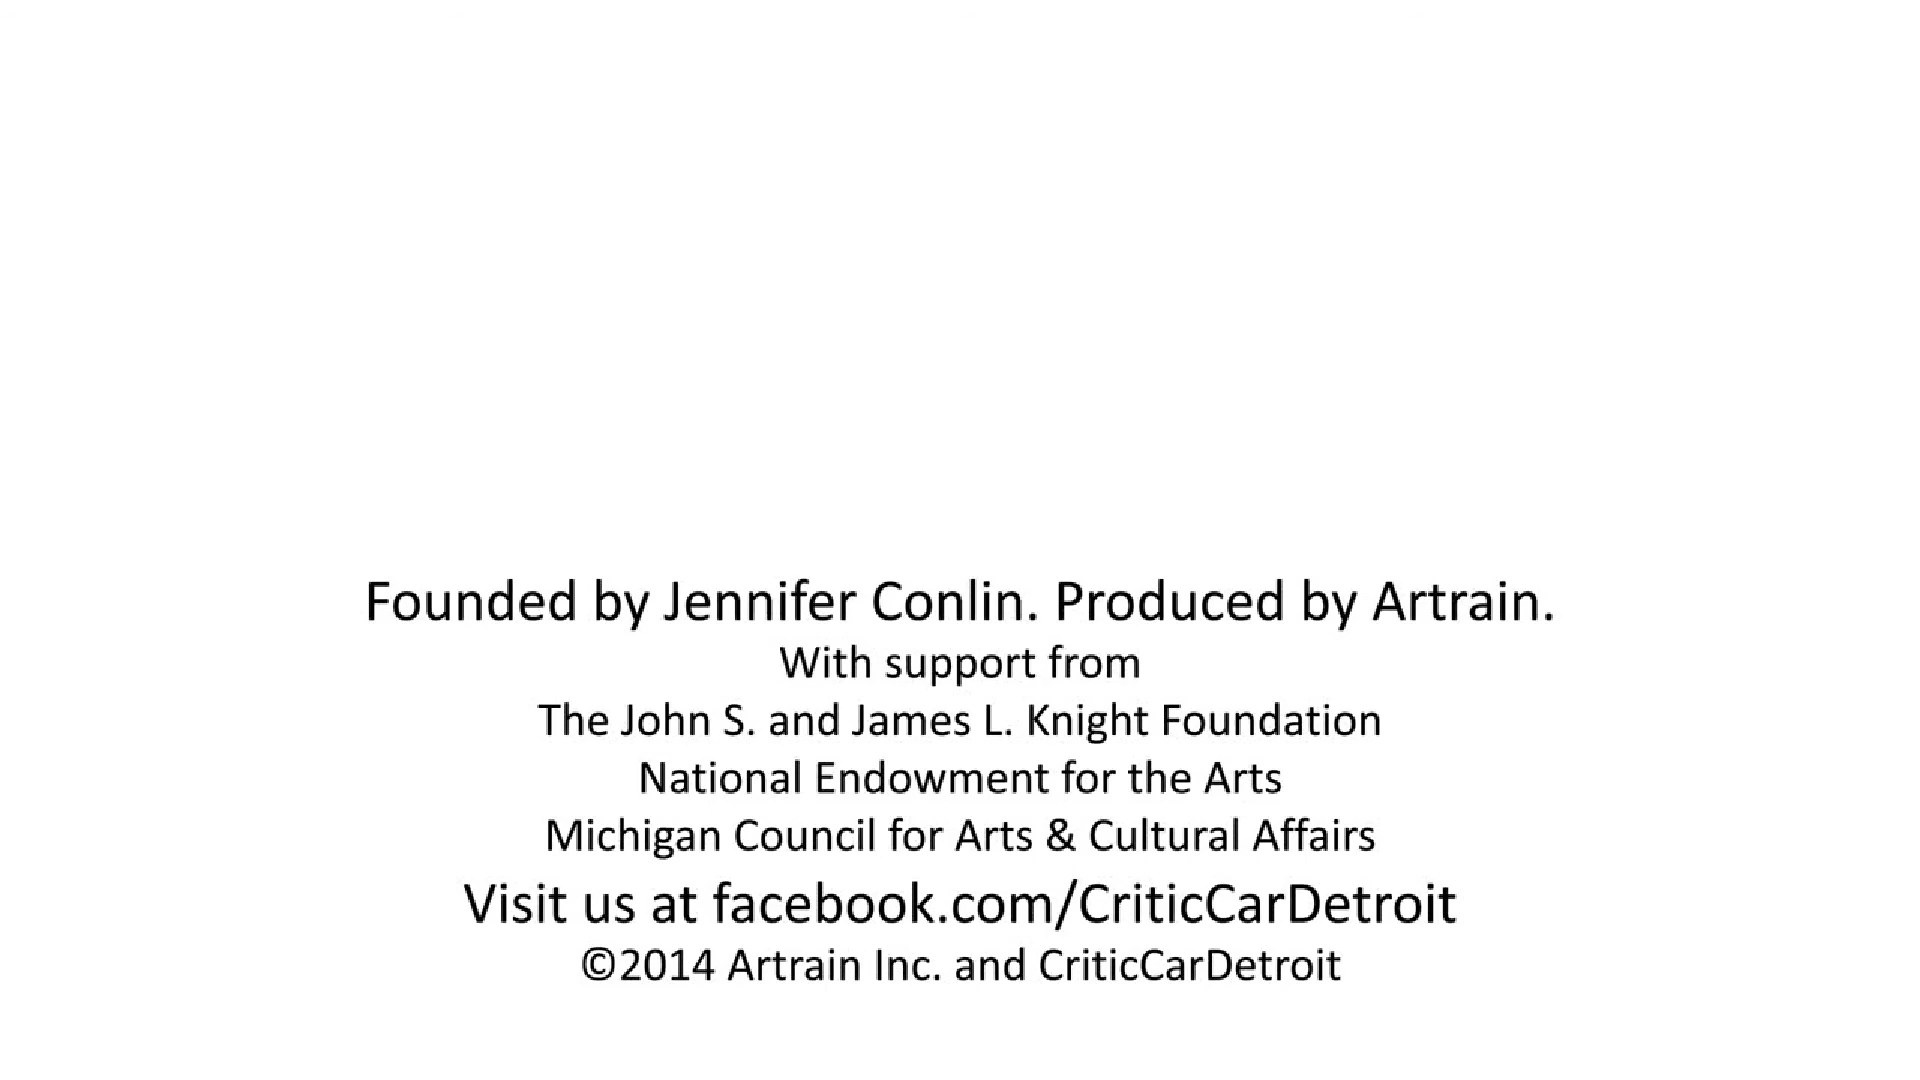 Founded by Jennifer Conlin. Produced by Artrain.
With support from
The John S. and James L. Knight Foundation
National Endowment for the Arts
Michigan Council for Arts & Cultural Affairs
Visit us at facebook.com/CriticCarDetroit
©2014 Artrain Inc. and CriticCarDetroit